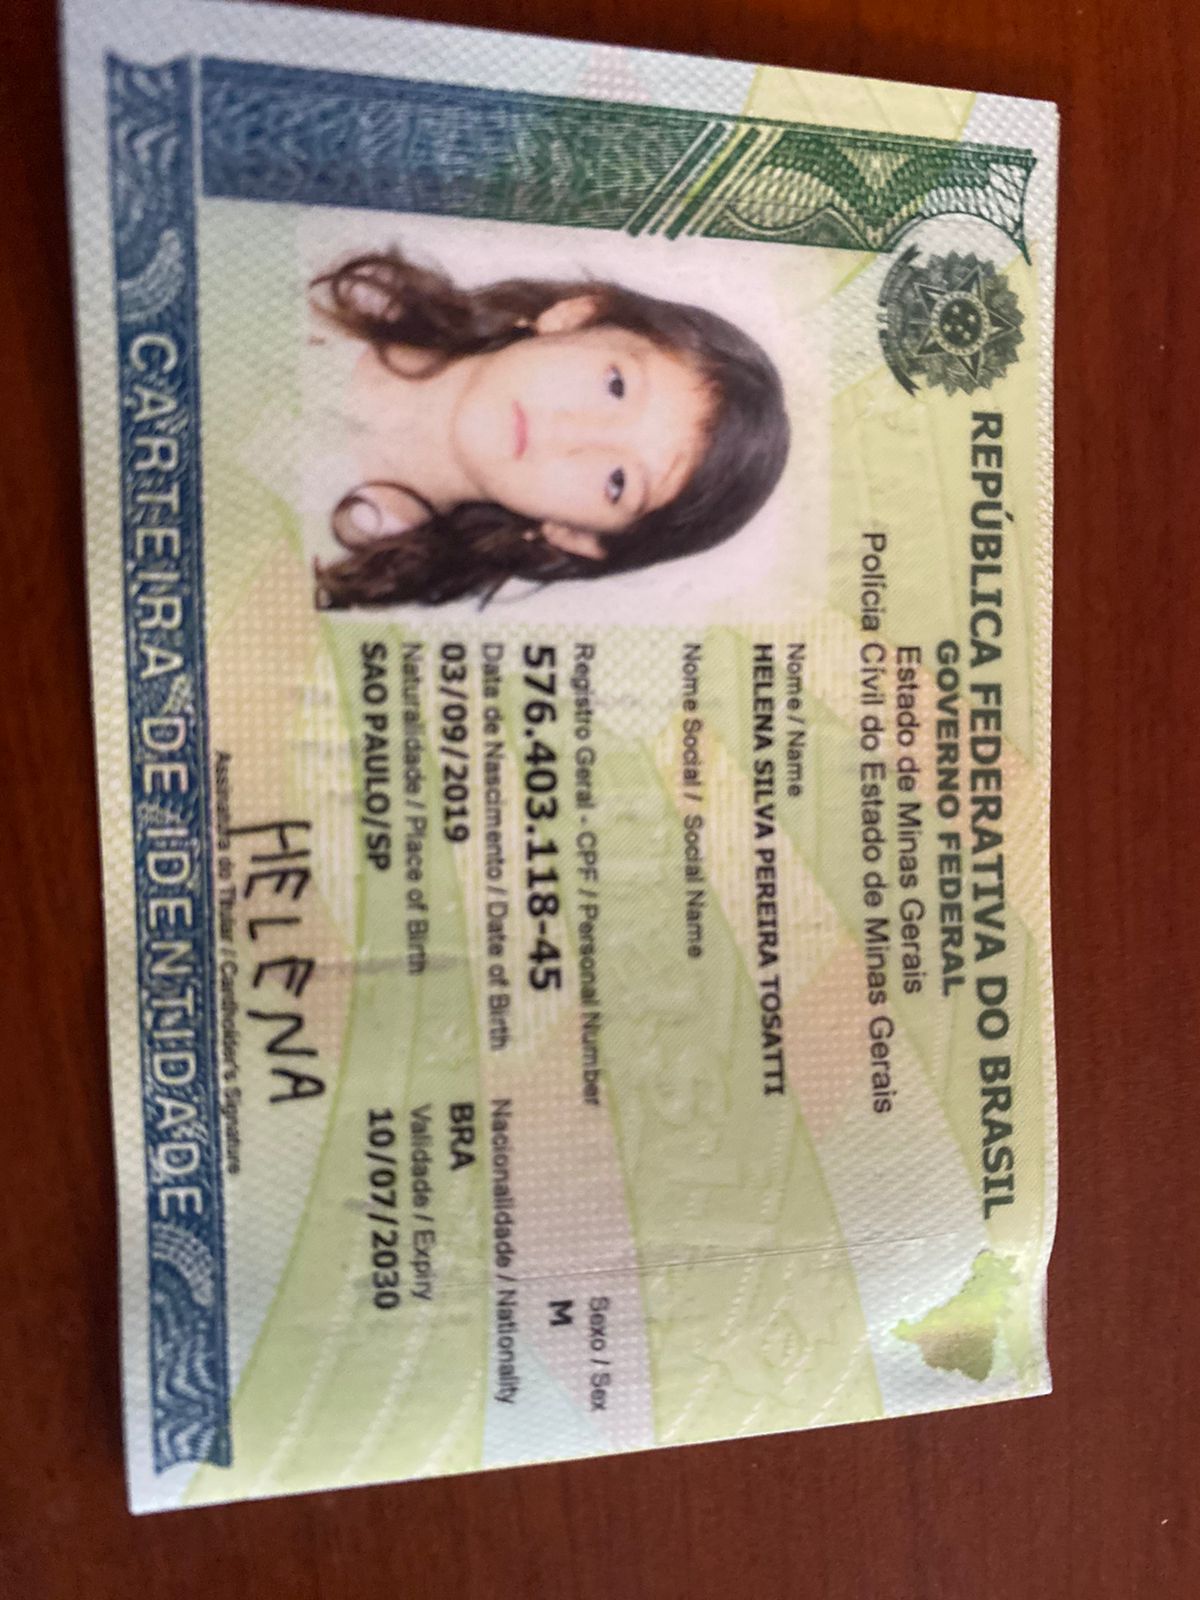 REPÚBLICA FEDERATIVA DO BRASIL
GOVERNO FEDERAL
Estado de Minas Gerais
Polícia Civil do Estado de Minas Gerais
Nome / Name
HELENA SILVA PEREIRA TOSATTI
Nome Social / Social Name
Registro Geral - CPF / Personal Number
Sexo / Sex
576.403.118-45
M
Data de Nascimento / Date of Birth
Nacionalidade / Nationality
03/09/2019
BRA
Naturalidade / Place of Birth
Validade / Expiry
SAO PAULO/SP
10/07/2030
HELENA
Assinatura do Titular / Cardholder's Signature
CARTEIRA DE IDENTIDADE